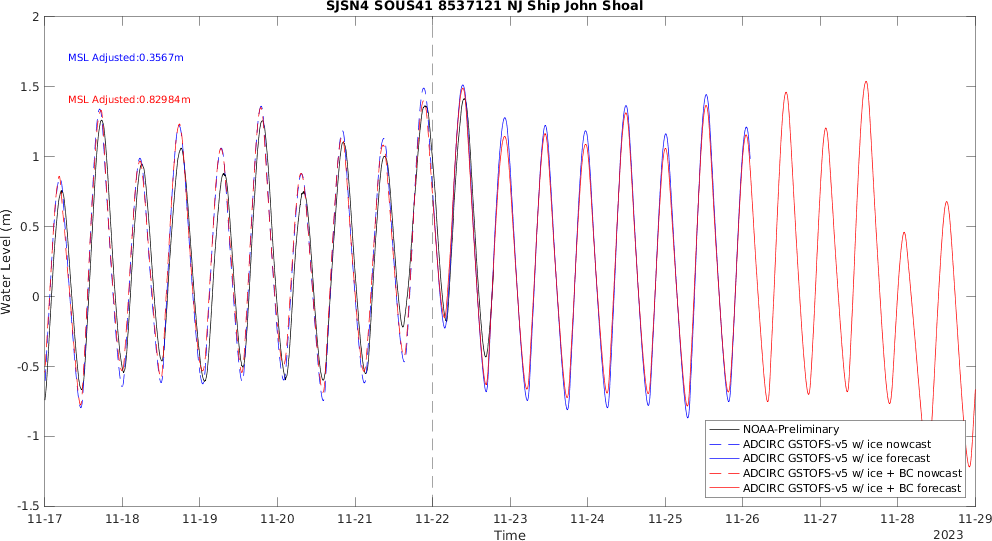 SJSN4 SOUS41 8537121 NJ Ship John Shoal
MSL Adjusted:0.3567m
MSL Adjusted:0.82984m
Water Level (m)
2
1.5
1
0.5
0
-0.5
-1
-1.5
NOAA-Preliminary
ADCIRC GSTOFS-v5 w/ ice nowcast
ADCIRC GSTOFS-v5 w/ ice forecast
ADCIRC GSTOFS-v5 w/ ice + BC nowcast
ADCIRC GSTOFS-v5 w/ ice + BC forecast
11-17 11-18 11-19 11-20 11-21 11-22 11-23 11-24 11-25 11-26 11-27 11-28 11-29
Time
2023